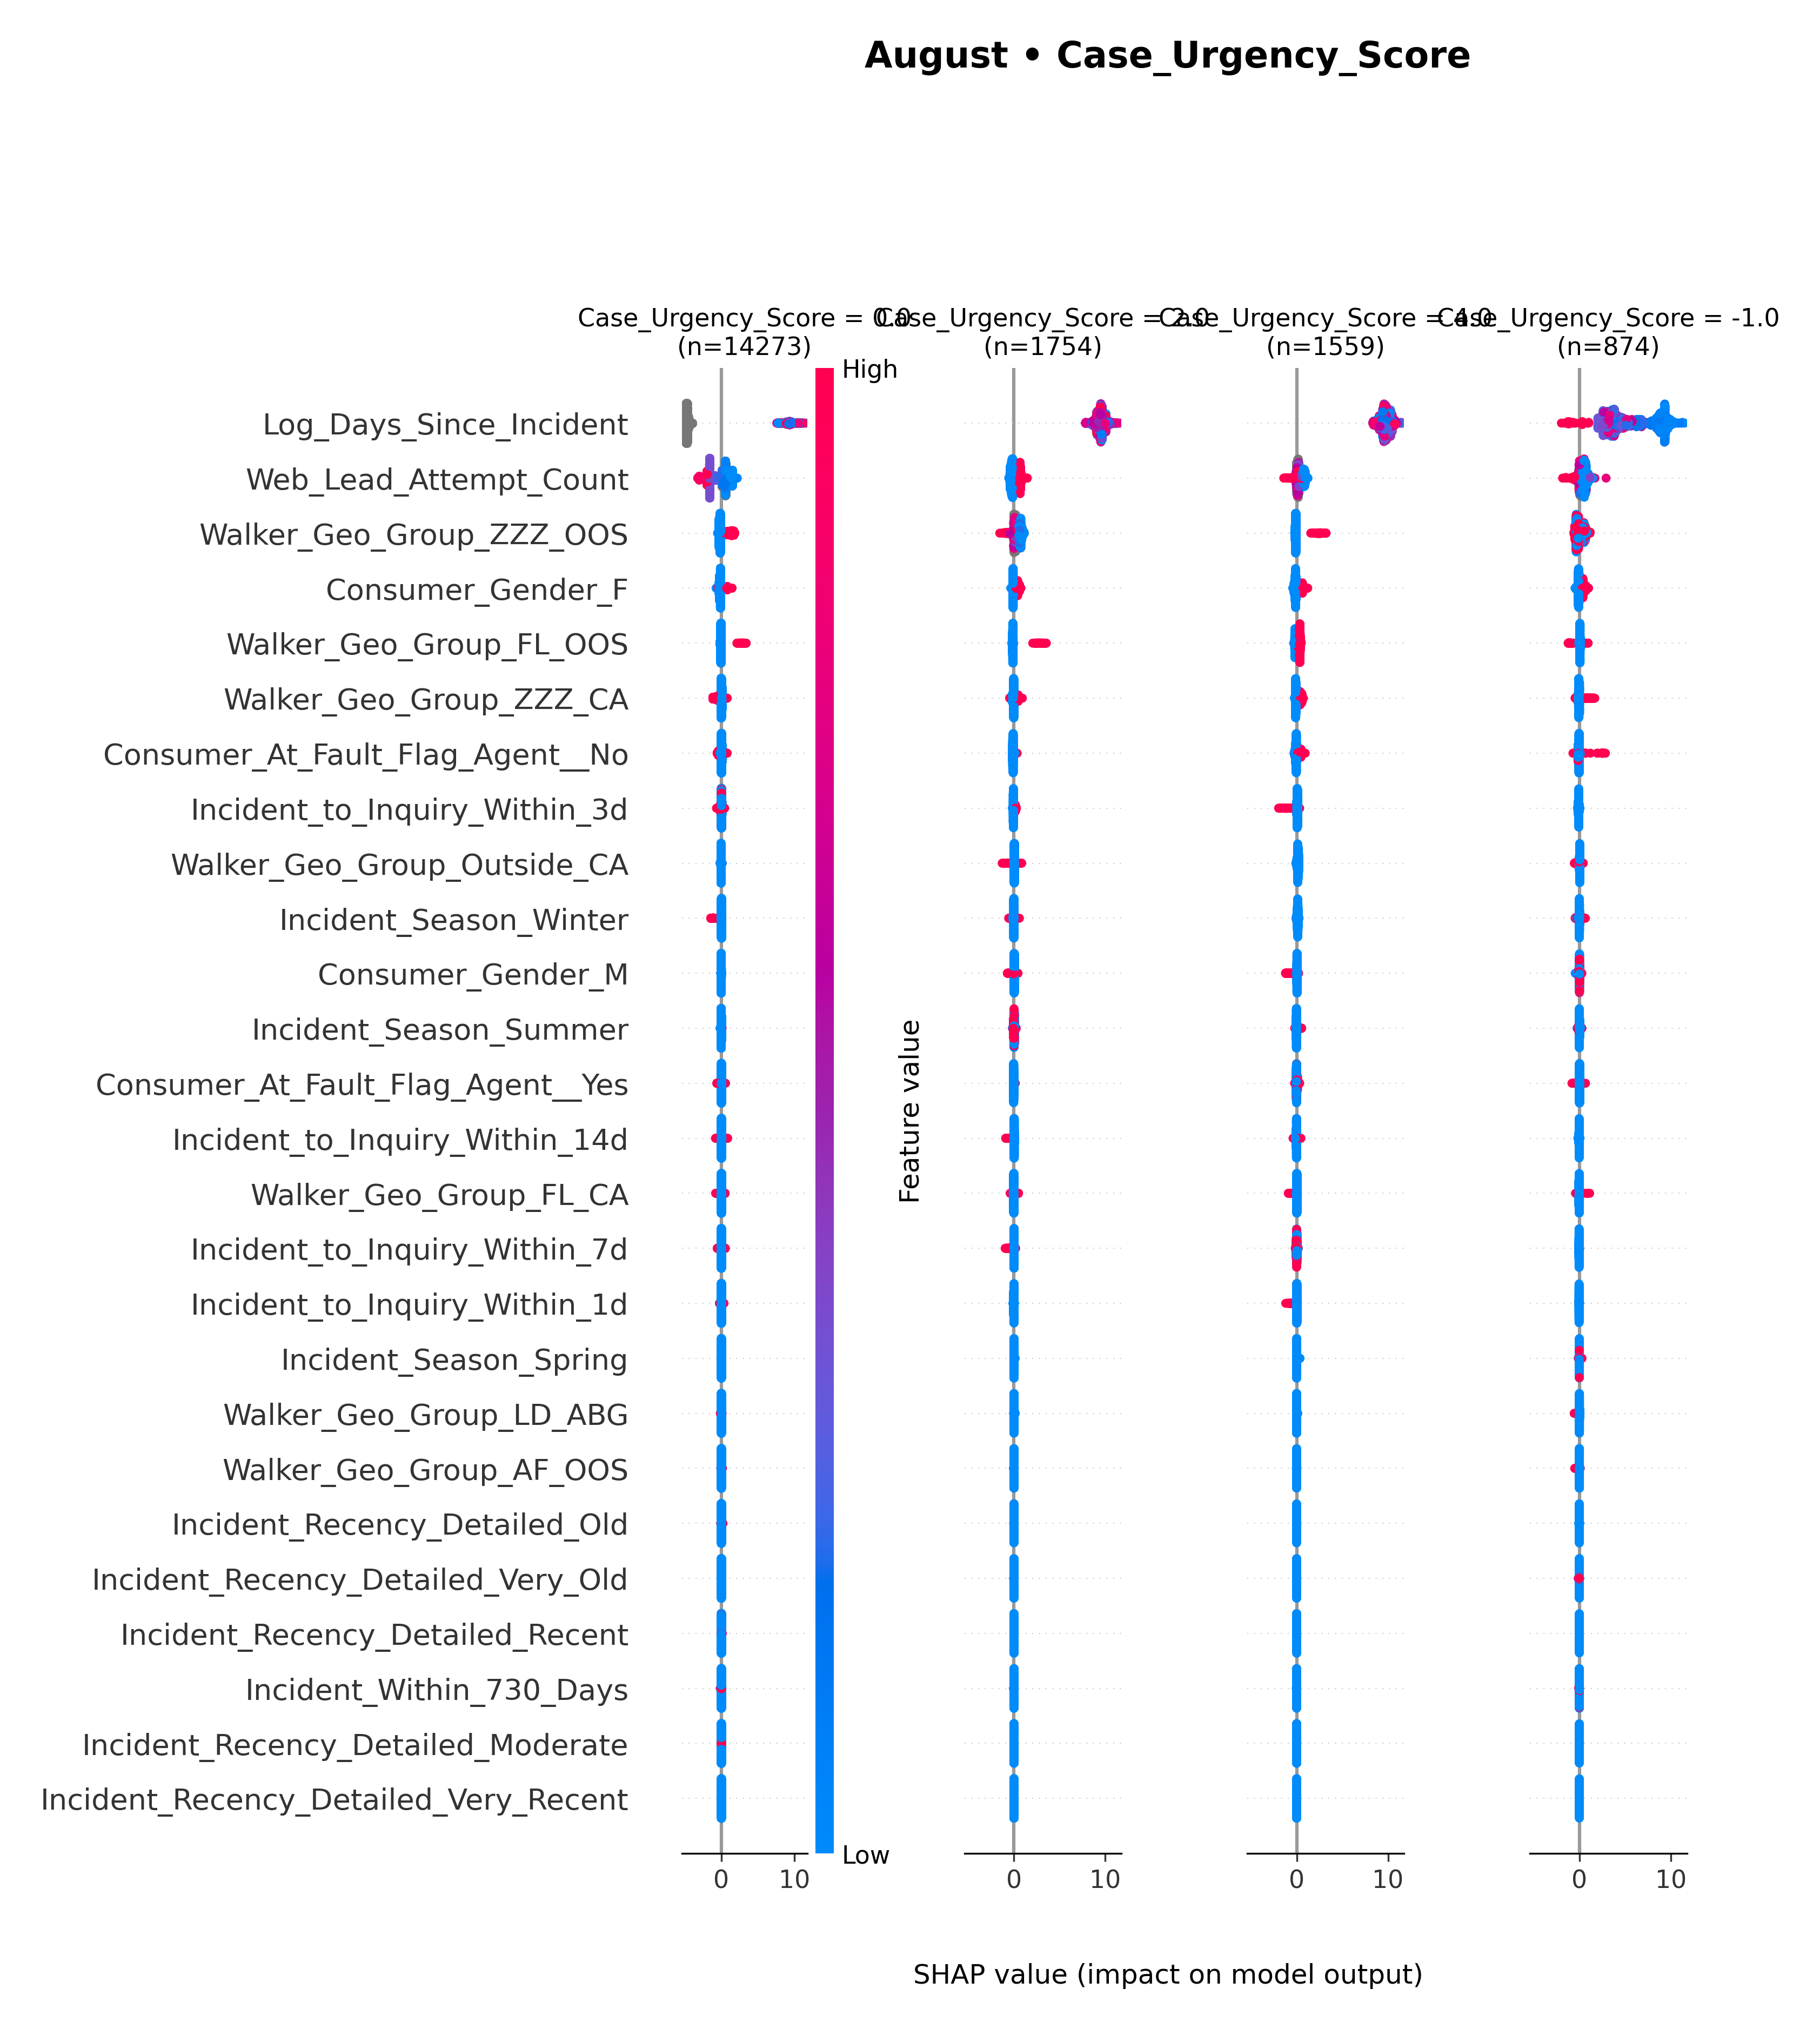 August • Case_Urgency_Score
Case_Urgency_Score = 0.0
(n=14273)
Case_Urgency_Score = 2.0
(n=1754)
Case_Urgency_Score = 4.0
(n=1559)
Case_Urgency_Score = -1.0
(n=874)
High
Log_Days_Since_Incident
Web_Lead_Attempt_Count
Walker_Geo_Group_ZZZ_OOS
Consumer_Gender_F
Walker_Geo_Group_FL_OOS
Walker_Geo_Group_ZZZ_CA
Consumer_At_Fault_Flag_Agent__No
Incident_to_Inquiry_Within_3d
Walker_Geo_Group_Outside_CA
Incident_Season_Winter
Consumer_Gender_M
Incident_Season_Summer
Consumer_At_Fault_Flag_Agent__Yes
Incident_to_Inquiry_Within_14d
Walker_Geo_Group_FL_CA
Incident_to_Inquiry_Within_7d
Incident_to_Inquiry_Within_1d
Incident_Season_Spring
Walker_Geo_Group_LD_ABG
Walker_Geo_Group_AF_OOS
Incident_Recency_Detailed_Old
Incident_Recency_Detailed_Very_Old
Incident_Recency_Detailed_Recent
Incident_Within_730_Days
Incident_Recency_Detailed_Moderate
Incident_Recency_Detailed_Very_Recent
Feature value
Low
0 10
0 10
0 10
0 10
SHAP value (impact on model output)